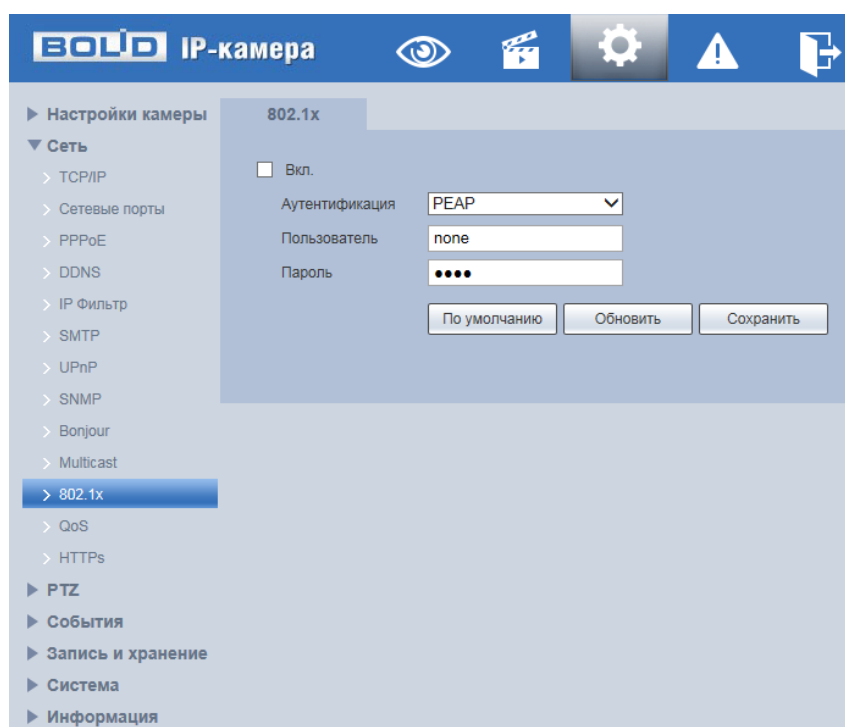 BOLID IP-камера
Настройки камеры
Сеть
TCP/IP
Сетевые порты
PPPoE
DDNS
IP Фильтр
SMTP
UPnP
SNMP
Bonjour
Multicast
802.1x
QoS
HTTPs
PTZ
События
Запись и хранение
Система
Информация
802.1x
Вкл.
Аутентификация PEAP
Пользователь none
Пароль ●●●●
По умолчанию Обновить Сохранить